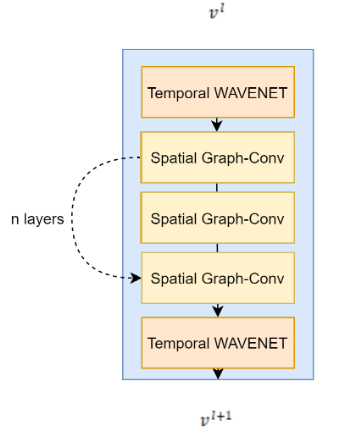 v^l
Temporal WAVENET
Spatial Graph-Conv
Spatial Graph-Conv
n layers
Spatial Graph-Conv
Temporal WAVENET
v^{l+1}